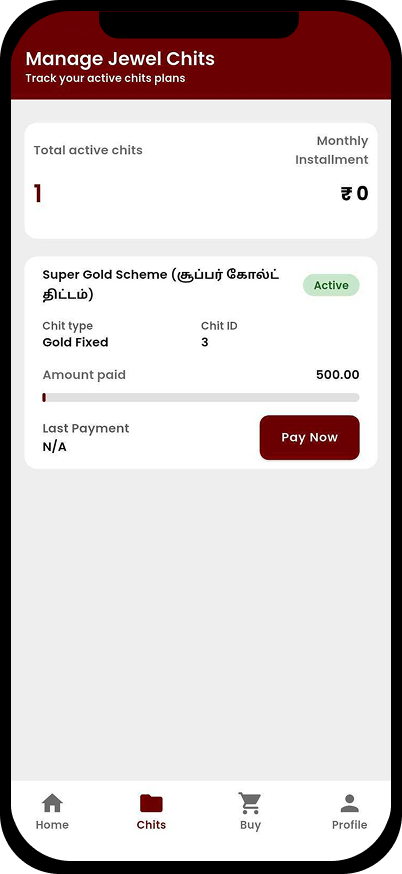 Manage Jewel Chits
Track your active chits plans
Total active chits
Monthly
Installment
1
₹ 0
Super Gold Scheme (சூப்பர் கோல்ட்
திட்டம்)
Active
Chit type
Chit ID
Gold Fixed
3
Amount paid
500.00
Last Payment
N/A
Pay Now
Home
Chits
Buy
Profile